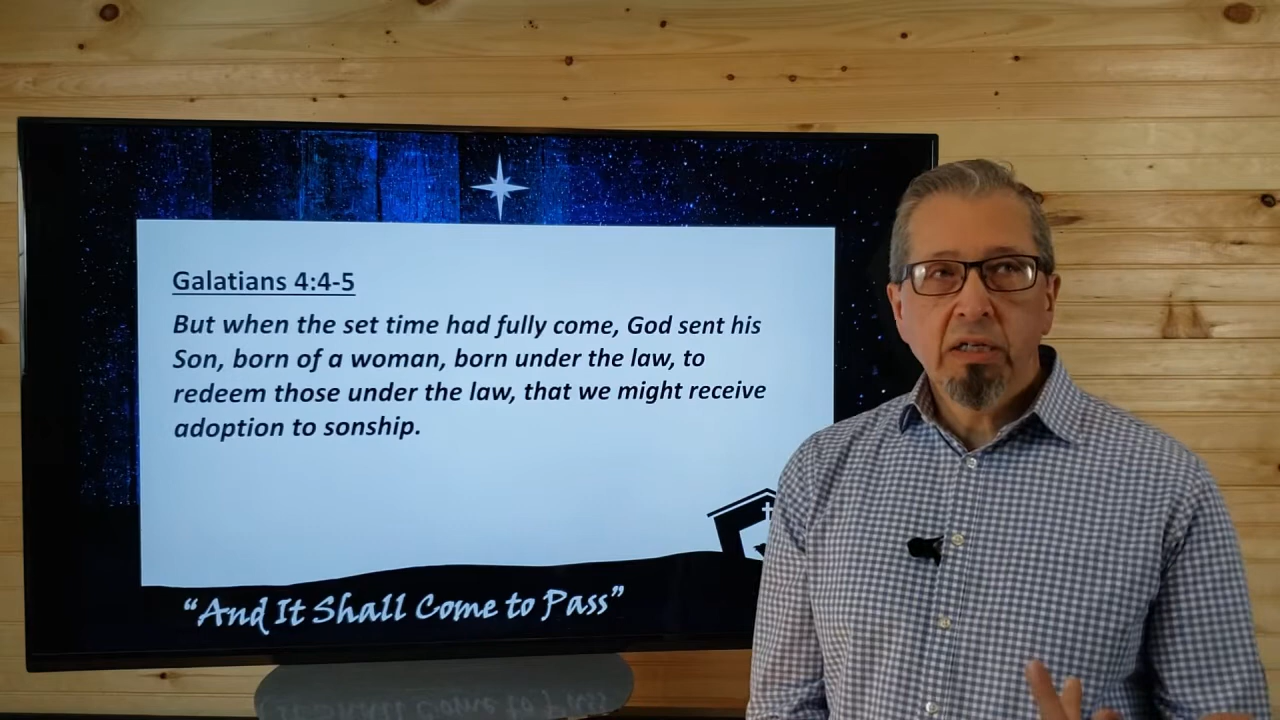 Galatians 4:4-5
But when the set time had fully come, God sent his
Son, born of a woman, born under the law, to
redeem those under the law, that we might receive
adoption to sonship.
“And It Shall Come to Pass”